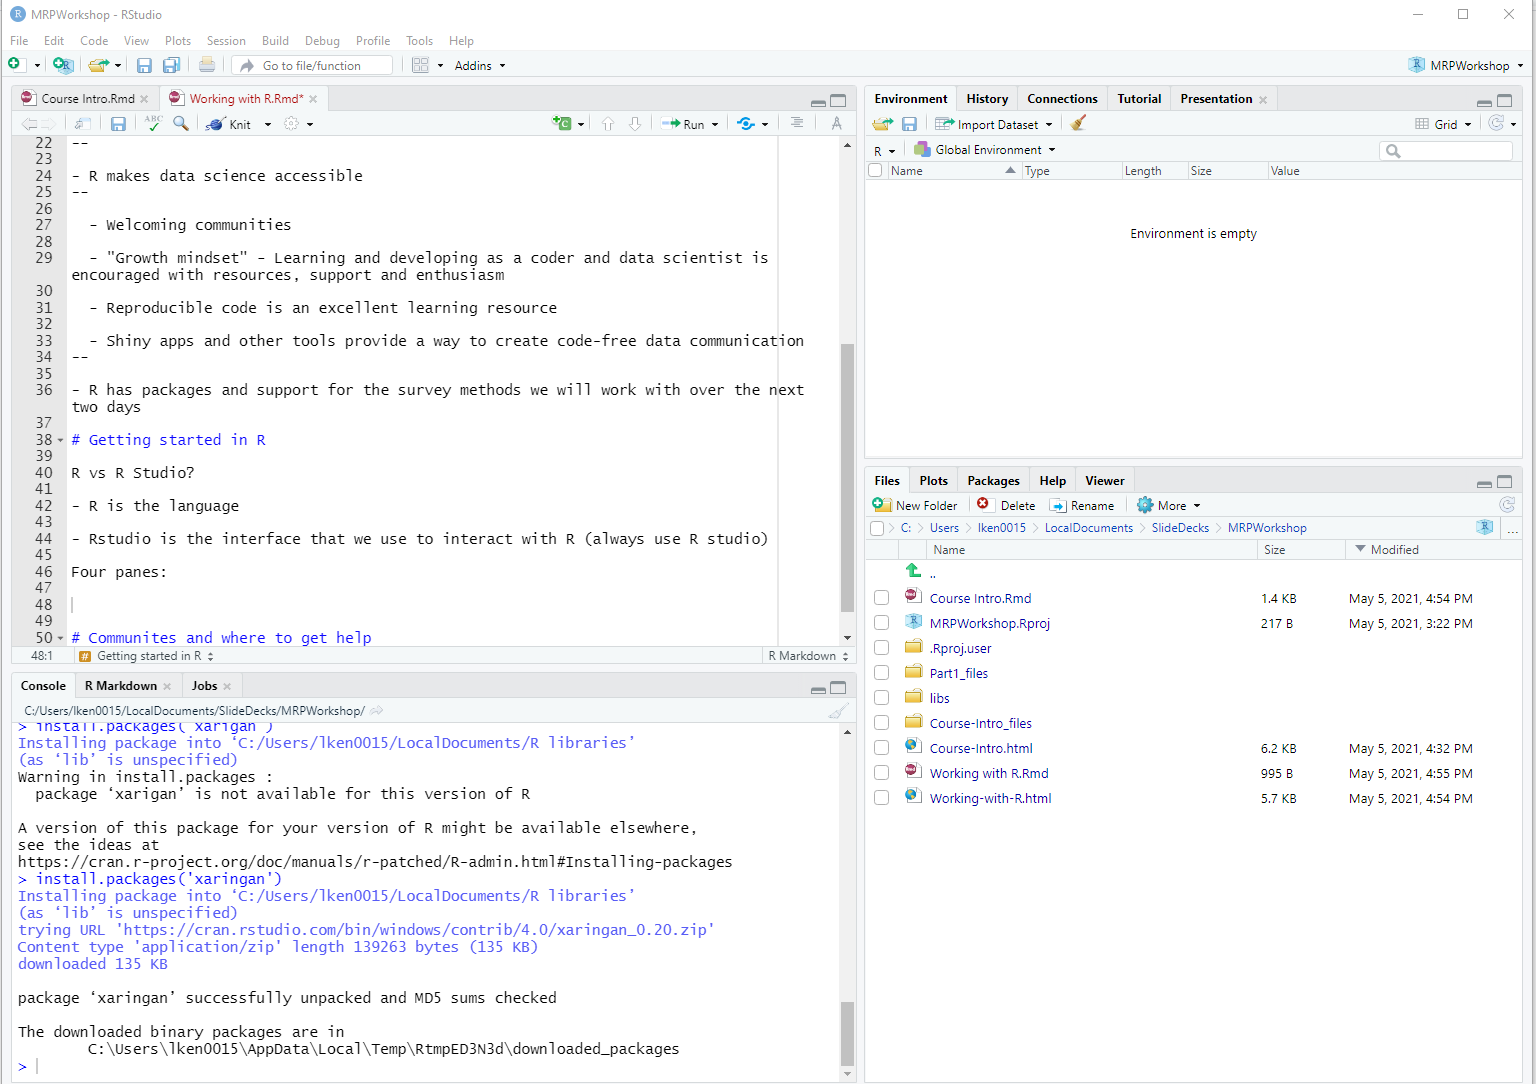 MRPWorkshop - RStudio
File Edit Code View Plots Session Build Debug Profile Tools Help
Go to file/function Addins MRPWorkshop
Course Intro.Rmd Working with R.Rmd*
ABC Knit Run
22 --
23
24 - R makes data science accessible
25 --
26
27 - Welcoming communities
28
29 - "Growth mindset" - Learning and developing as a coder and data scientist is
encouraged with resources, support and enthusiasm
30
31 - Reproducible code is an excellent learning resource
32
33 - Shiny apps and other tools provide a way to create code-free data communication
34 --
35
36 - R has packages and support for the survey methods we will work with over the next
two days
37
38 # Getting started in R
39
40 R vs R Studio?
41
42 - R is the language
43
44 - Rstudio is the interface that we use to interact with R (always use R studio)
45
46 Four panes:
47
48
49
50 # Communites and where to get help
48:1 # Getting started in R R Markdown
Console R Markdown Jobs
C:/Users/lken0015/LocalDocuments/SlideDecks/MRPWorkshop/
> install.packages('xarigan')
Installing package into ‘C:/Users/lken0015/LocalDocuments/R libraries’
(as ‘lib’ is unspecified)
Warning in install.packages :
package ‘xarigan’ is not available for this version of R
A version of this package for your version of R might be available elsewhere,
see the ideas at
https://cran.r-project.org/doc/manuals/r-patched/R-admin.html#Installing-packages
> install.packages('xaringan')
Installing package into ‘C:/Users/lken0015/LocalDocuments/R libraries’
(as ‘lib’ is unspecified)
trying URL 'https://cran.rstudio.com/bin/windows/contrib/4.0/xaringan_0.20.zip'
Content type 'application/zip' length 139263 bytes (135 KB)
downloaded 135 KB
package ‘xaringan’ successfully unpacked and MD5 sums checked
The downloaded binary packages are in
C:\Users\lken0015\AppData\Local\Temp\RtmpED3N3d\downloaded_packages
>
Environment History Connections Tutorial Presentation
Import Dataset Grid
R Global Environment
Name Type Length Size Value
Environment is empty
Files Plots Packages Help Viewer
New Folder Delete Rename More
C: Users lken0015 LocalDocuments SlideDecks MRPWorkshop ...
Name Size Modified
..
Course Intro.Rmd 1.4 KB May 5, 2021, 4:54 PM
MRPWorkshop.Rproj 217 B May 5, 2021, 3:22 PM
.Rproj.user
Part1_files
libs
Course-Intro_files
Course-Intro.html 6.2 KB May 5, 2021, 4:32 PM
Working with R.Rmd 995 B May 5, 2021, 4:55 PM
Working-with-R.html 5.7 KB May 5, 2021, 4:54 PM